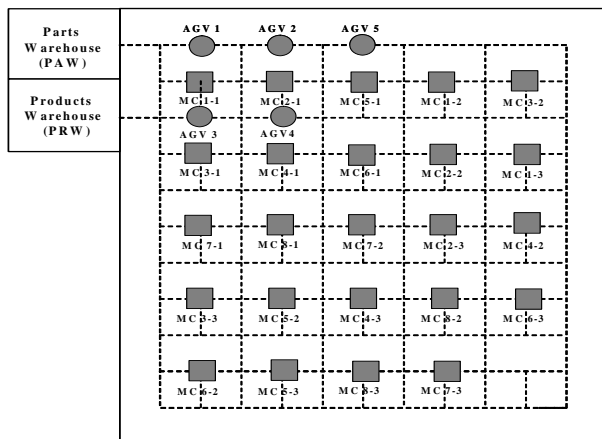 Parts
Warehouse
(PAW)
Products
Warehouse
(PRW)
AGV 1 AGV 2 AGV 5
MC 1-1 MC 2-1 MC 5-1 MC 1-2 MC 3-2
AGV 3 AGV4
MC 3-1 MC 4-1 MC 6-1 MC 2-2 MC 1-3
MC 7-1 MC 8-1 MC 7-2 MC 2-3 MC 4-2
MC 3-3 MC 5-2 MC 4-3 MC 8-2 MC 6-3
MC 6-2 MC 5-3 MC 8-3 MC 7-3